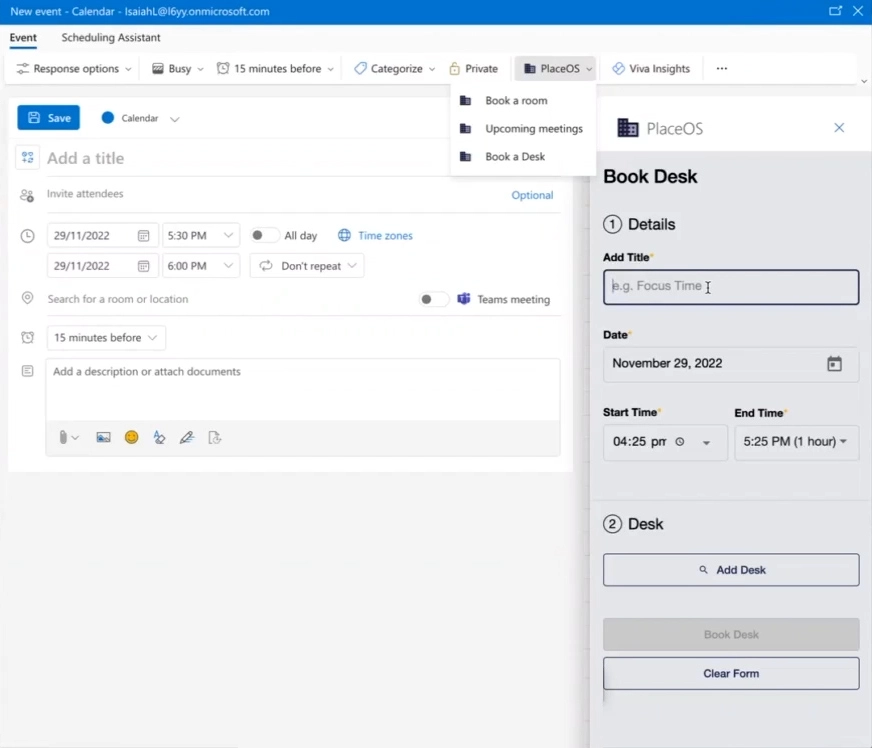 New event - Calendar - IsaiahL@l6yy.onmicrosoft.com
Event Scheduling Assistant
Response options Busy 15 minutes before Categorize Private PlaceOS Viva Insights ...
Book a room
Upcoming meetings
Book a Desk
Save Calendar
Add a title
Invite attendees Optional
29/11/2022 5:30 PM All day Time zones
29/11/2022 6:00 PM Don't repeat
Search for a room or location Teams meeting
15 minutes before
Add a description or attach documents
PlaceOS
Book Desk
1 Details
Add Title*
e.g. Focus Time
Date*
November 29, 2022
Start Time* End Time*
04:25 pm 5:25 PM (1 hour)
2 Desk
Add Desk
Book Desk
Clear Form